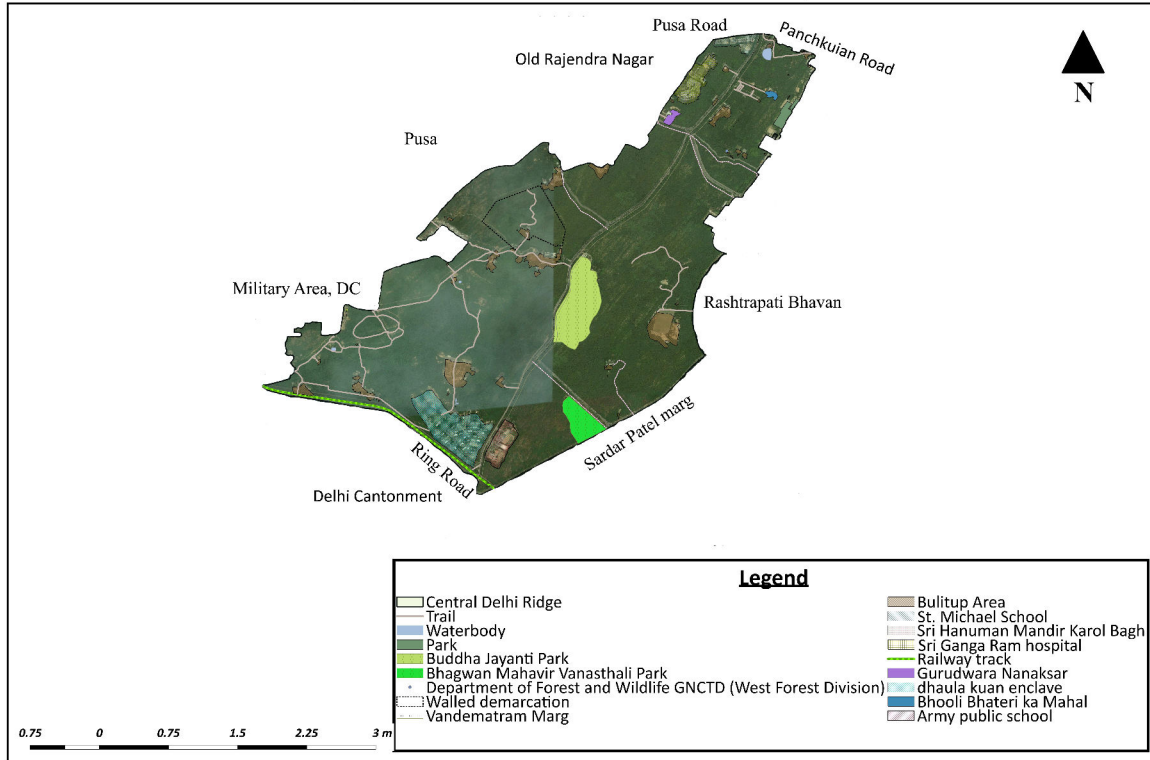 Pusa Road
Panchkuian Road
Old Rajendra Nagar
N
Pusa
Military Area, DC
Rashtrapati Bhavan
Sardar Patel marg
Ring Road
Delhi Cantonment
Legend
Central Delhi Ridge
Trail
Waterbody
Park
Buddha Jayanti Park
Bhagwan Mahavir Vanasthali Park
Department of Forest and Wildlife GNCTD (West Forest Division)
Walled demarcation
Vandematram Marg
Bulitup Area
St. Michael School
Sri Hanuman Mandir Karol Bagh
Sri Ganga Ram hospital
Railway track
Gurudwara Nanaksar
dhaula kuan enclave
Bhooli Bhateri ka Mahal
Army public school
0.75 0 0.75 1.5 2.25 3 m